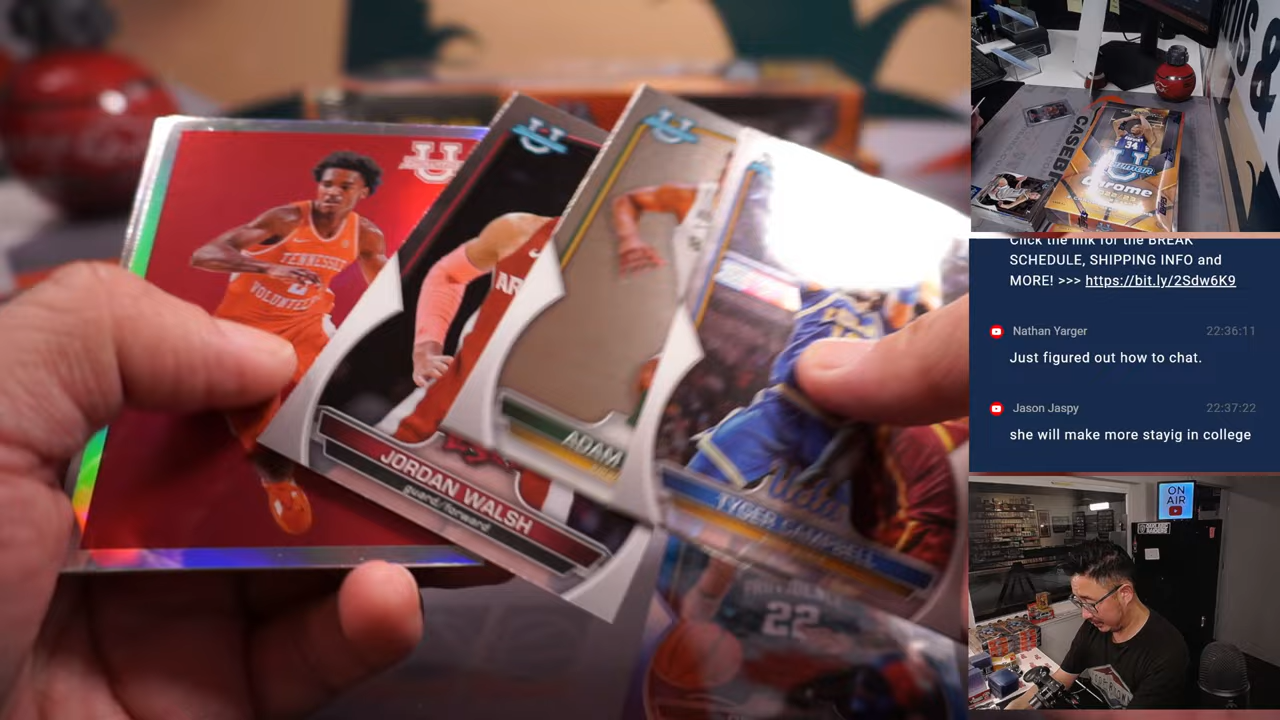 TENNESSEE
VOLUNTEERS
JORDAN WALSH
guard/forward
ADAM
TYGER CAMPBELL
22
CASEB
34
Chrome
Click the link for the BREAK
SCHEDULE, SHIPPING INFO and
MORE! >>> https://bit.ly/2Sdw6K9
Nathan Yarger 22:36:11
Just figured out how to chat.
Jason Jaspy 22:37:22
she will make more stayig in college
ON
AIR